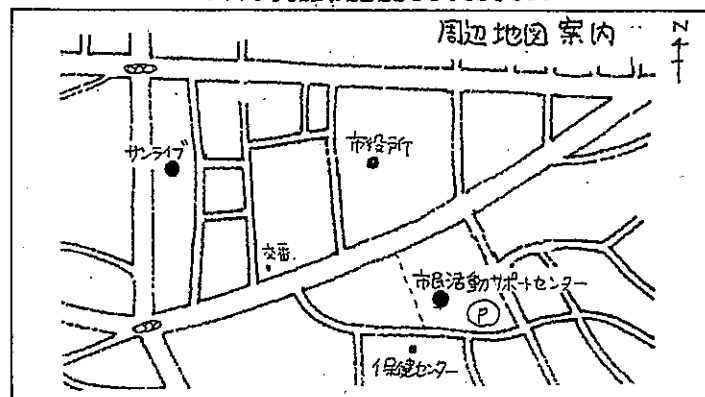 周辺地図案内
N
サンライブ
市役所
交番.
市民活動サポートセンター
P
保健センター